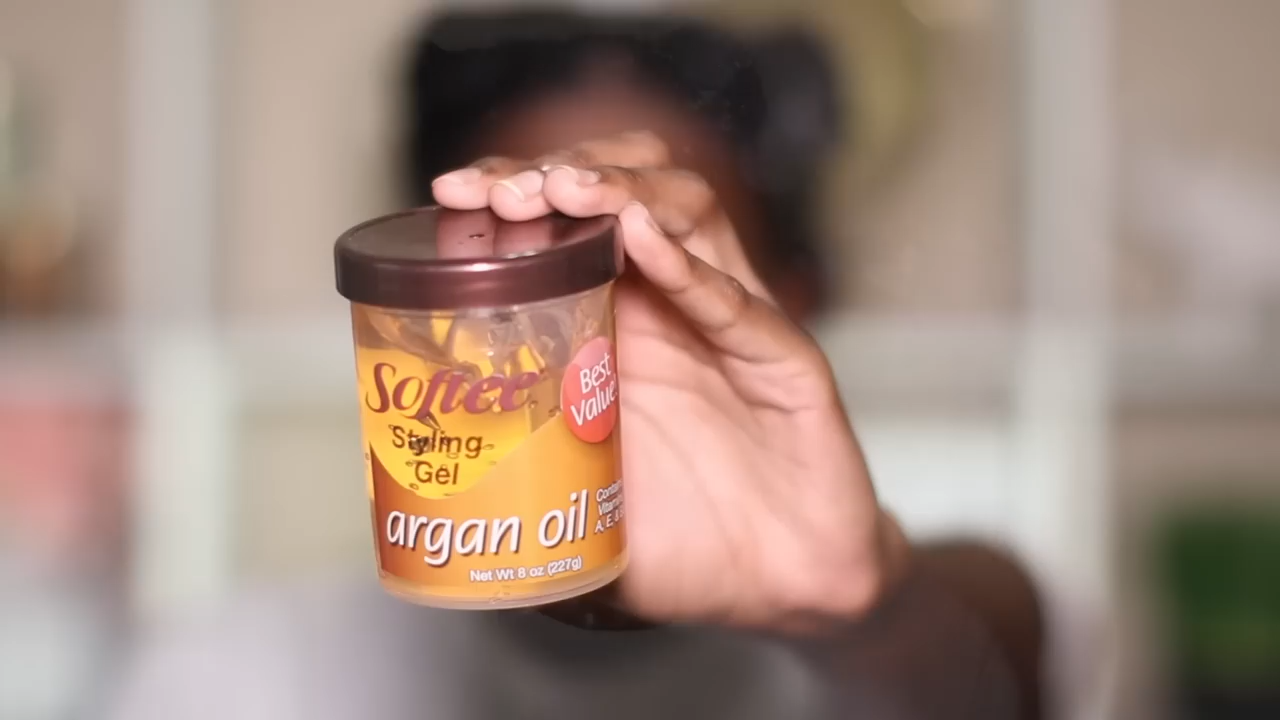 Softee
Best
Value!
Styling
Gel
argan oil
A, E, &
Net Wt 8 oz (227g)